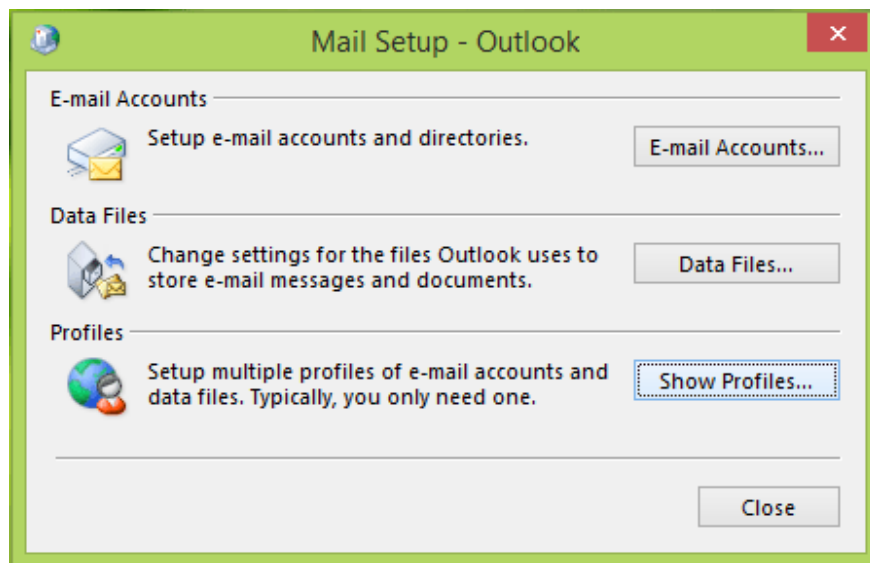 Mail Setup - Outlook
E-mail Accounts
Setup e-mail accounts and directories.
E-mail Accounts...
Data Files
Change settings for the files Outlook uses to
store e-mail messages and documents.
Data Files...
Profiles
Setup multiple profiles of e-mail accounts and
data files. Typically, you only need one.
Show Profiles...
Close